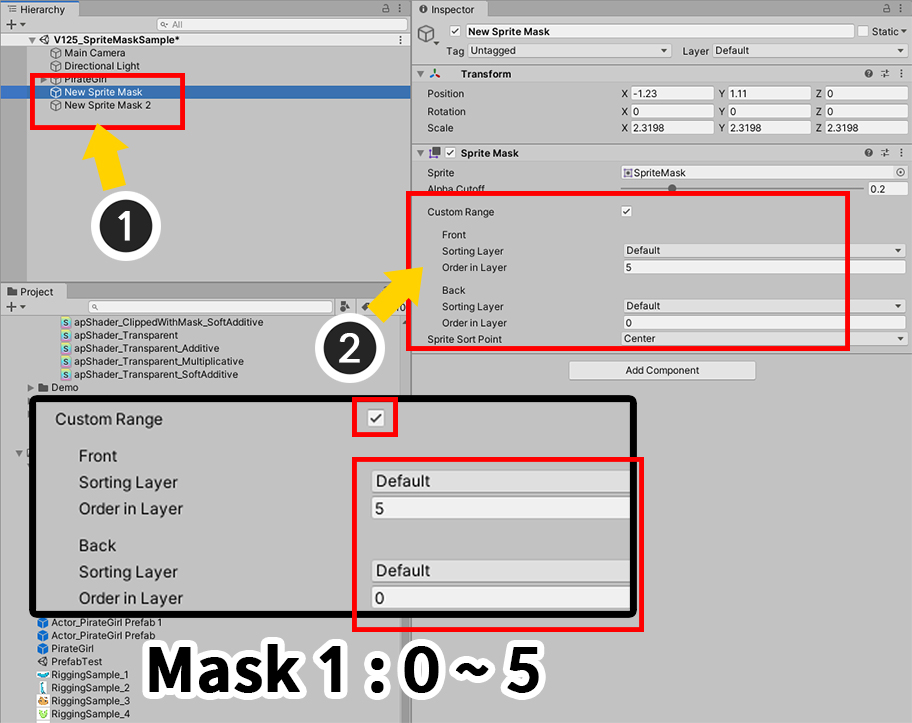 Hierarchy
All
V125_SpriteMaskSample*
Main Camera
Directional Light
PirateGirl
New Sprite Mask
New Sprite Mask 2
1
Project
apShader_ClippedWithMask_SoftAdditive
apShader_Transparent
apShader_Transparent_Additive
apShader_Transparent_Multiplicative
apShader_Transparent_SoftAdditive
Demo
Inspector
New Sprite Mask
Static
Tag Untagged Layer Default
Transform
Position X -1.23 Y 1.11 Z 0
Rotation X 0 Y 0 Z 0
Scale X 2.3198 Y 2.3198 Z 2.3198
Sprite Mask
Sprite SpriteMask
Alpha Cutoff 0.2
Custom Range
Front
Sorting Layer Default
Order in Layer 5
Back
Sorting Layer Default
Order in Layer 0
Sprite Sort Point Center
2
Add Component
Custom Range
Front
Sorting Layer Default
Order in Layer 5
Back
Sorting Layer Default
Order in Layer 0
Actor_PirateGirl Prefab 1
Actor_PirateGirl Prefab
PirateGirl
PrefabTest
RiggingSample_1
RiggingSample_2
RiggingSample_3
RiggingSample_4
Mask 1 : 0 ~ 5